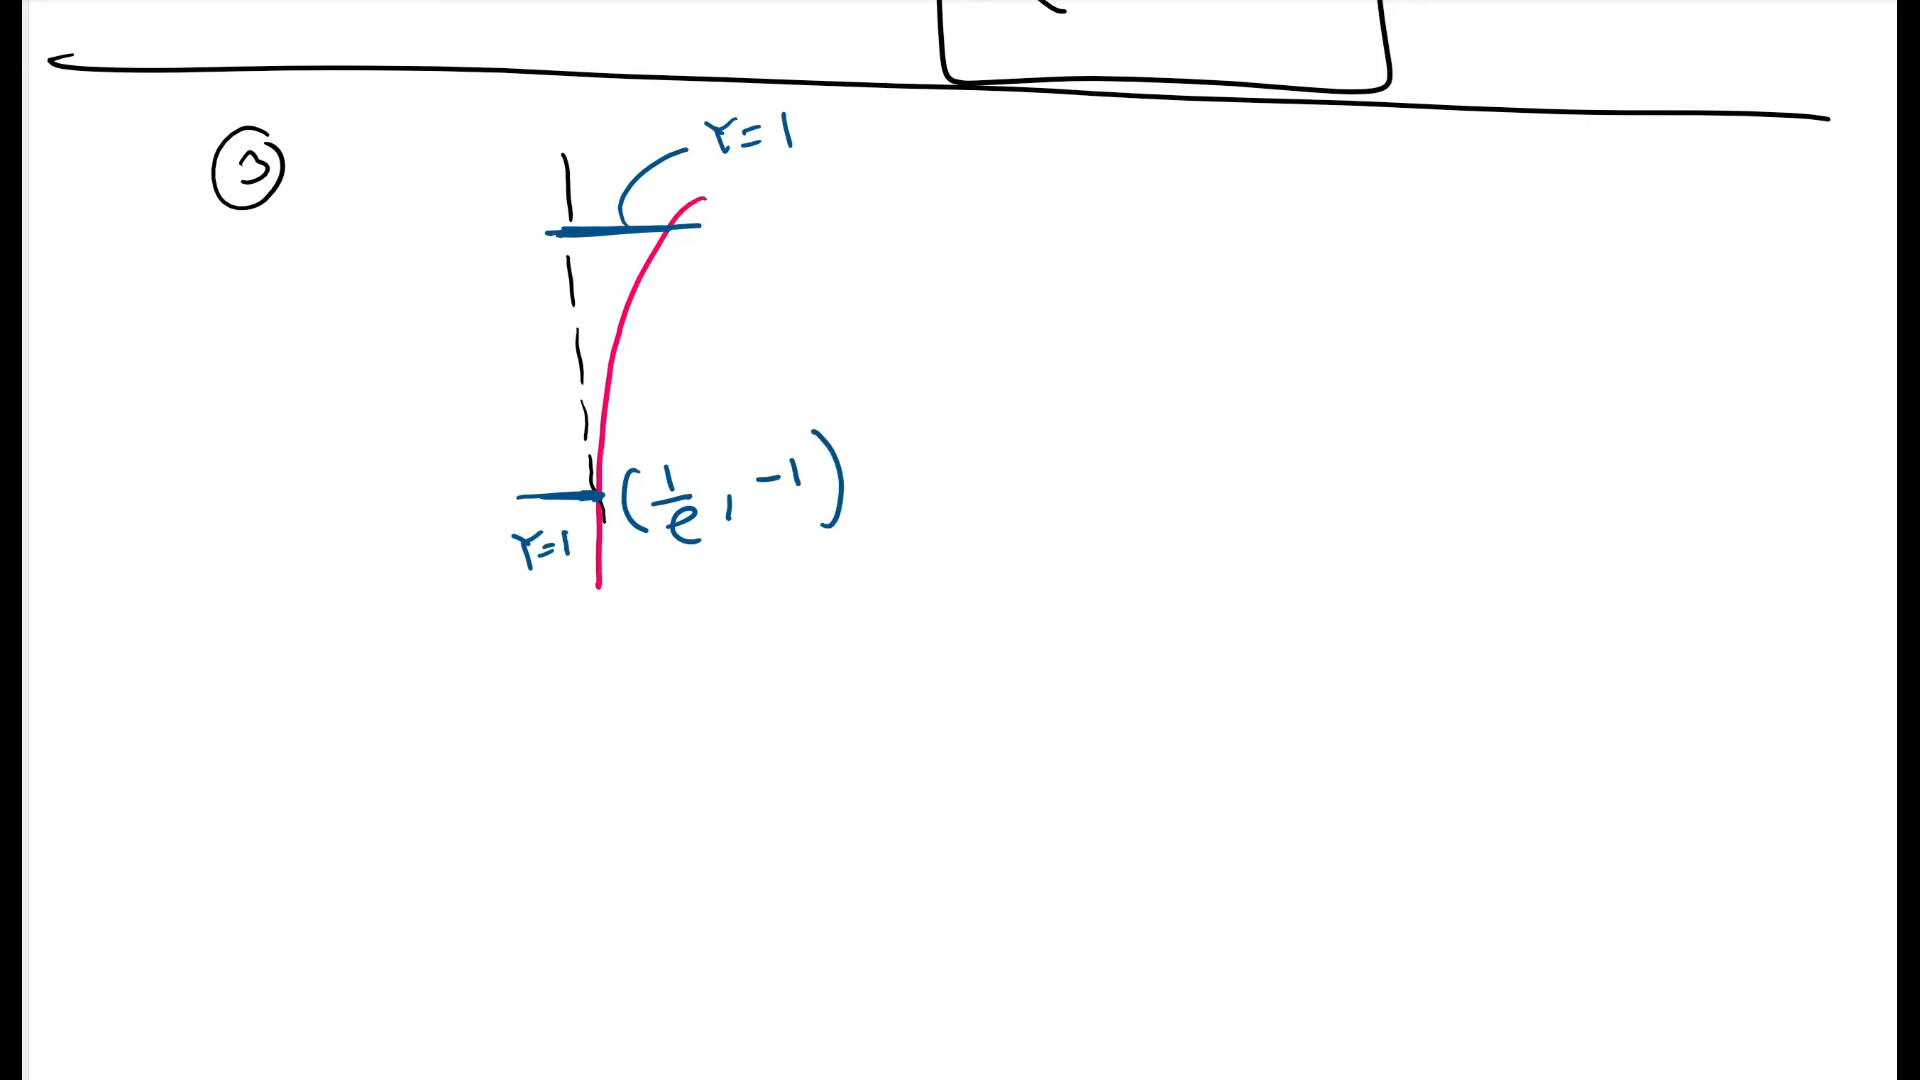 ③
r = 1
(1/e, -1)
r=1